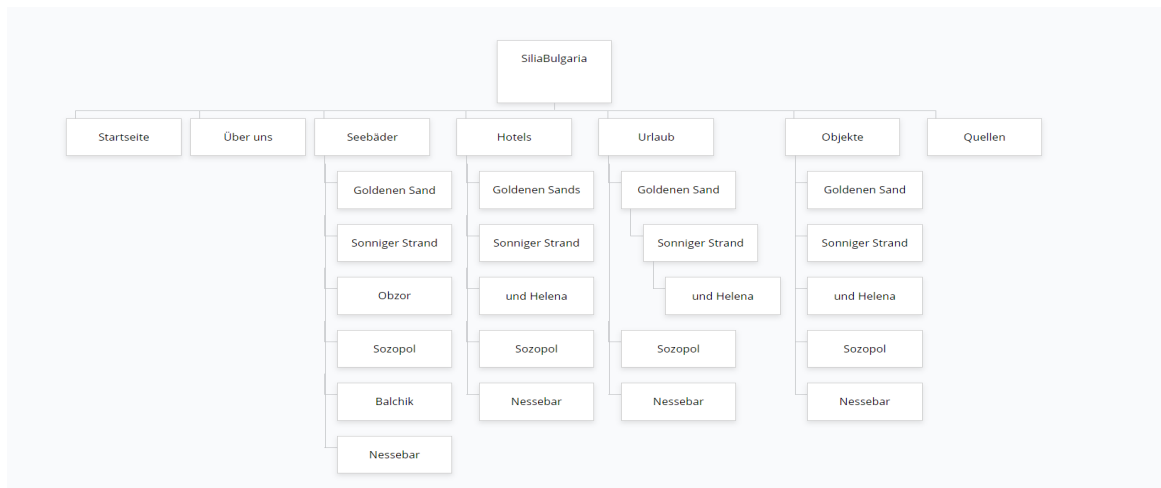 SiliaBulgaria
Startseite
Über uns
Seebäder
Hotels
Urlaub
Objekte
Quellen
Goldenen Sand
Goldenen Sands
Goldenen Sand
Goldenen Sand
Sonniger Strand
Sonniger Strand
Sonniger Strand
Sonniger Strand
Obzor
und Helena
und Helena
und Helena
Sozopol
Sozopol
Sozopol
Sozopol
Balchik
Nessebar
Nessebar
Nessebar
Nessebar